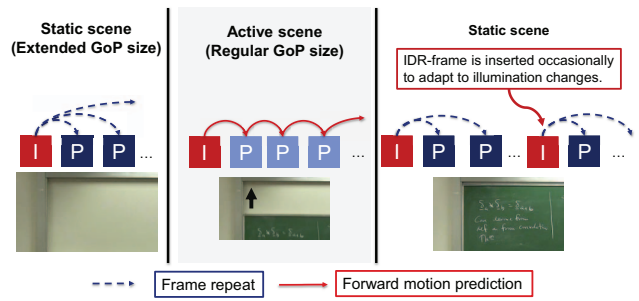 Static scene
(Extended GoP size)
Active scene
(Regular GoP size)
Static scene
IDR-frame is inserted occasionally
to adapt to illumination changes.
I P P ...
I P P P ...
I P P ... I P ...
Frame repeat
Forward motion prediction